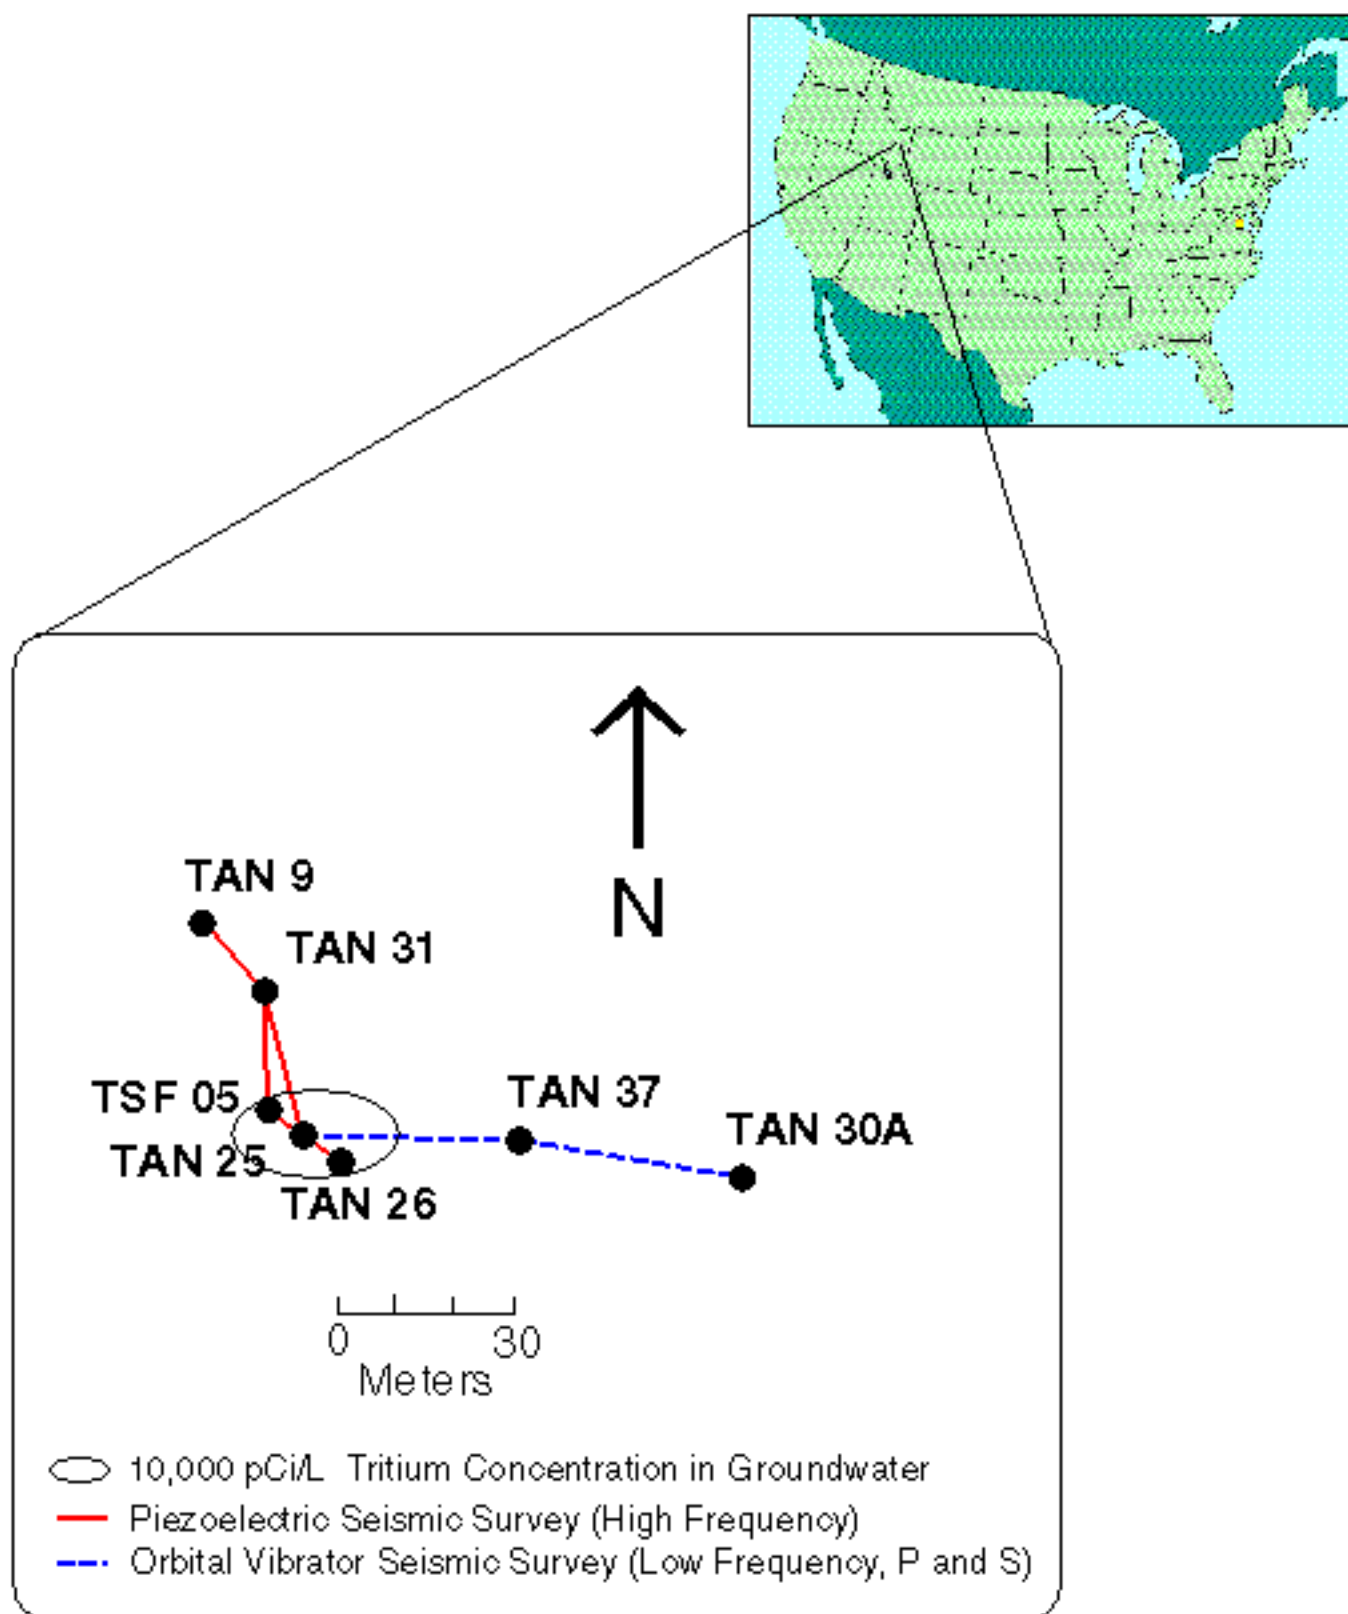 N
TAN 9
TAN 31
TSF 05
TAN 37
TAN 30A
TAN 25
TAN 26
0 30
Meters
10,000 pCi/L Tritium Concentration in Groundwater
Piezoelectric Seismic Survey (High Frequency)
Orbital Vibrator Seismic Survey (Low Frequency, P and S)